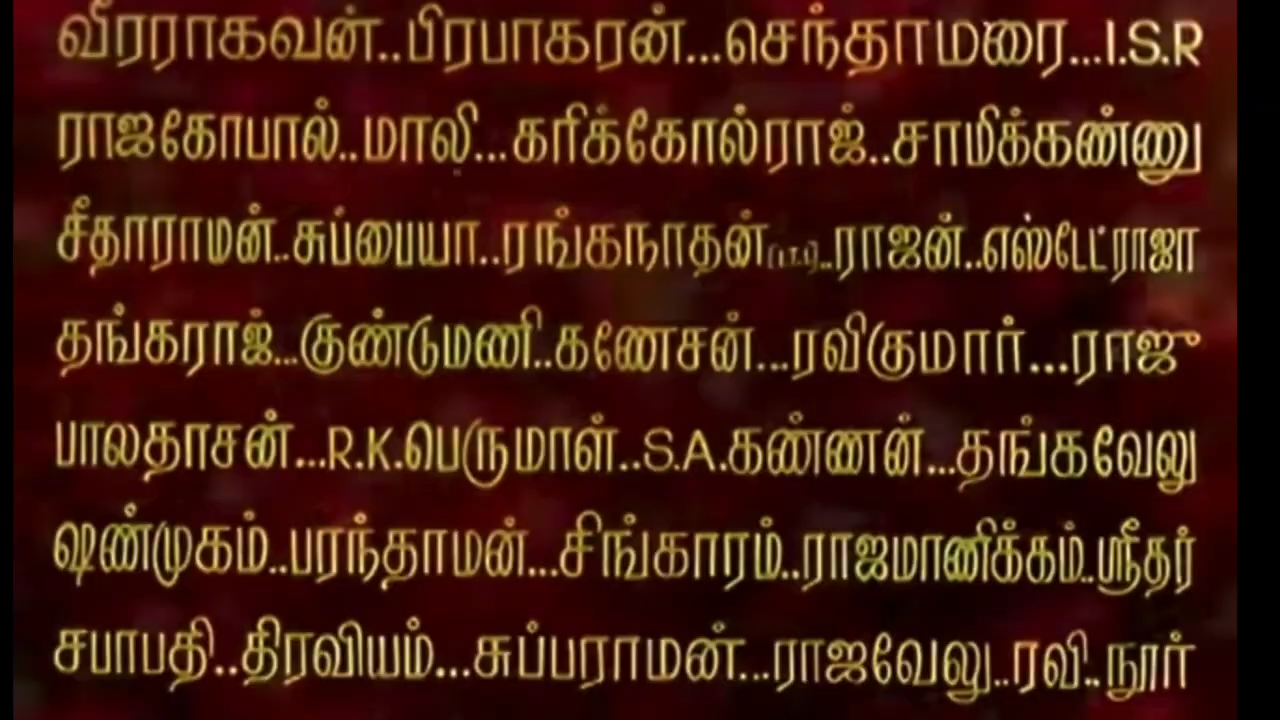 வீரராகவன்..பிரபாகரன்...செந்தாமரை...I.S.R
ராஜகோபால்..மாலி...கரிக்கோல்ராஜ்..சாமிக்கண்ணு
சீதாராமன்..சுப்பையா..ரங்கநாதன்..ராஜன்..எஸ்டேட்ராஜா
தங்கராஜ்...குண்டுமணி..கணேசன்...ரவிகுமார்...ராஜு
பாலதாசன்...R.K.பெருமாள்..S.A.கண்ணன்...தங்கவேலு
ஷண்முகம்..பரந்தாமன்...சிங்காரம்..ராஜமாணிக்கம்..ஸ்ரீதர்
சபாபதி..திரவியம்...சுப்பராமன்...ராஜவேலு..ரவி..நூர்